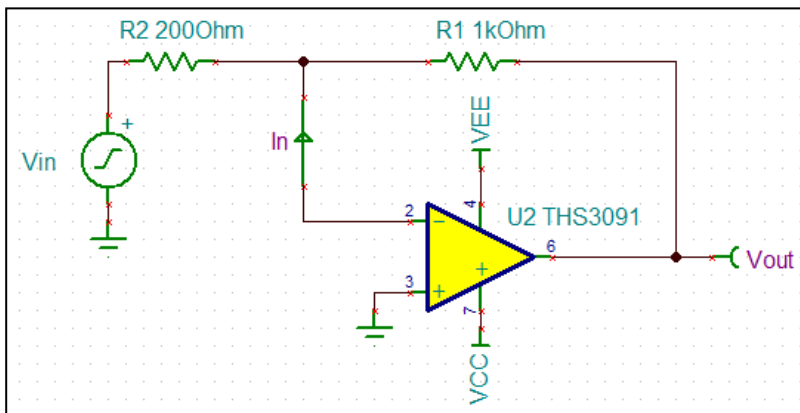 R2 200Ohm
R1 1kOhm
+
Vin
In
VEE
4
2
−
U2 THS3091
6
3
+
+
7
Vout
VCC